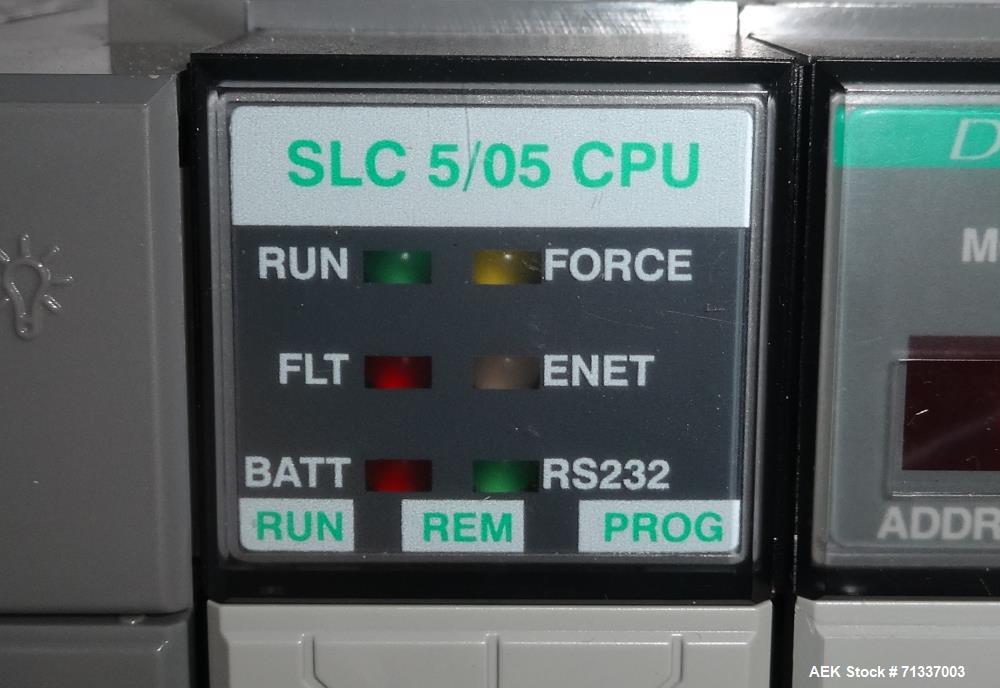 SLC 5/05 CPU
RUN FORCE
FLT ENET
BATT RS232
RUN REM PROG
D
M
ADDR
AEK Stock # 71337003